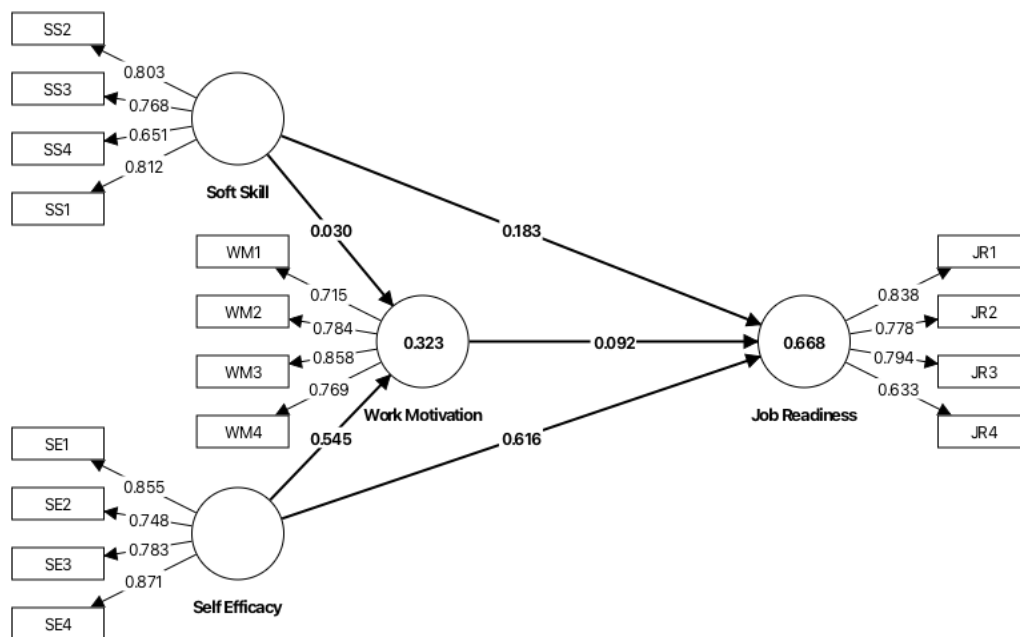 SS2
0.803
SS3
0.768
0.651
SS4
0.812
SS1
Soft Skill
0.030
0.183
WM1
0.715
WM2
0.784
0.858
WM3
0.769
WM4
0.323
Work Motivation
0.092
0.668
Job Readiness
JR1
0.838
JR2
0.778
0.794
JR3
0.633
JR4
0.545
0.616
SE1
0.855
SE2
0.748
0.783
SE3
0.871
SE4
Self Efficacy